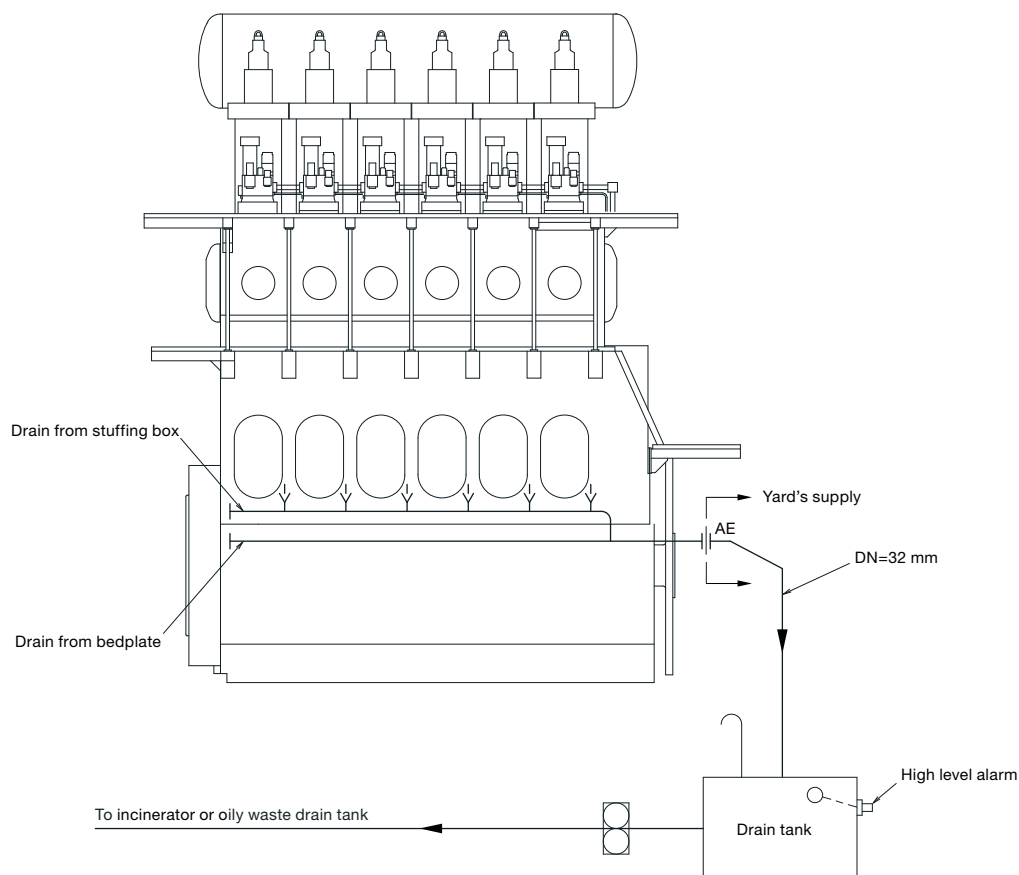 Drain from stuffing box
Yard's supply
AE
DN=32 mm
Drain from bedplate
High level alarm
To incinerator or oily waste drain tank
Drain tank